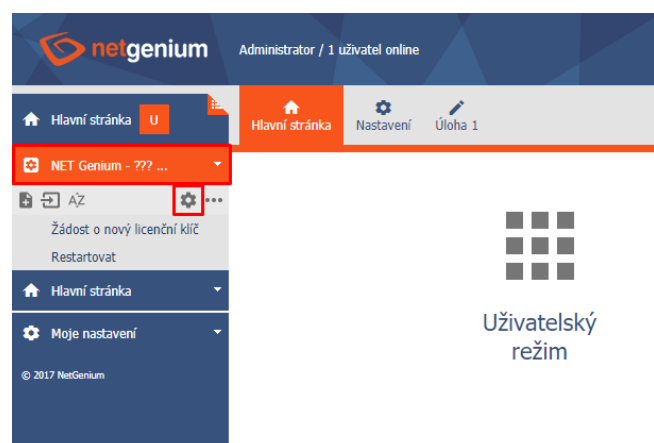 netgenium
Administrator / 1 uživatel online
Hlavní stránka U
Hlavní stránka
Nastavení
Úloha 1
NET Genium - ??? ...
AZ
Žádost o nový licenční klíč
Restartovat
Hlavní stránka
Moje nastavení
© 2017 NetGenium
Uživatelský
režim